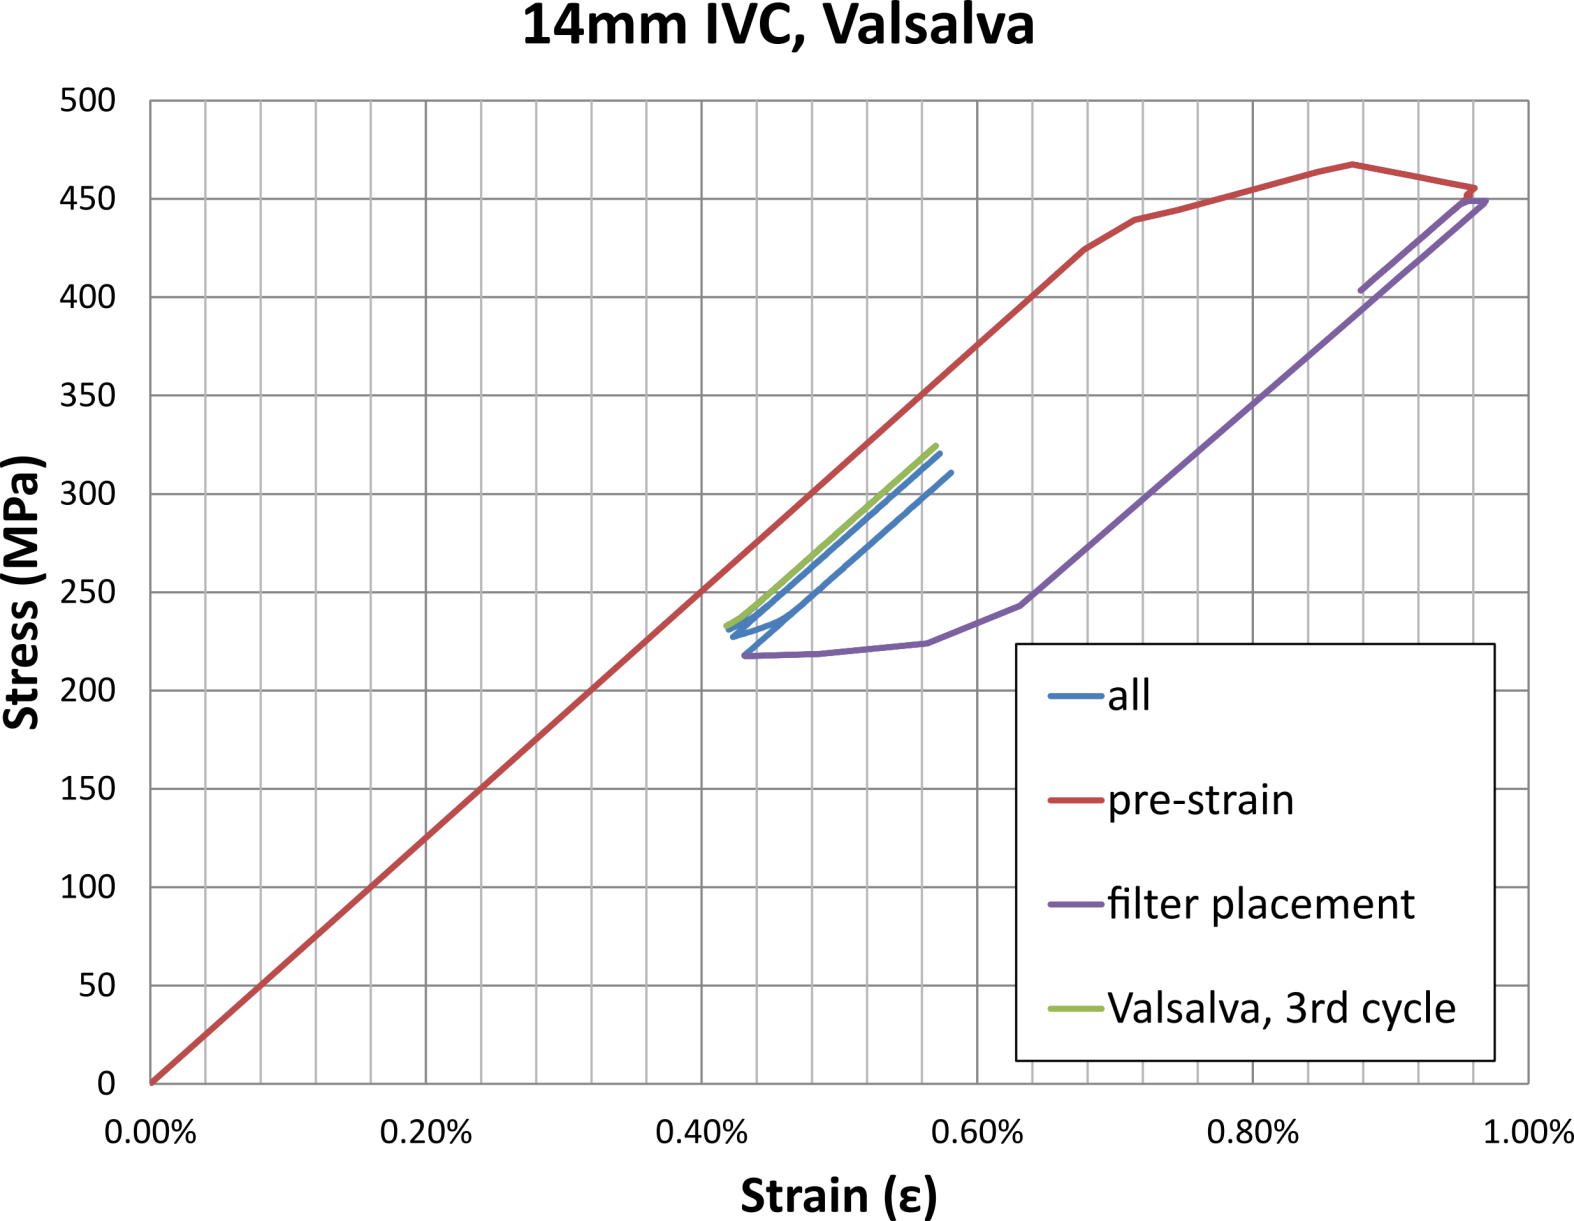 14mm IVC, Valsalva
500
450
400
350
300
250
200
150
100
50
0
Stress (MPa)
all
pre-strain
filter placement
Valsalva, 3rd cycle
0.00% 0.20% 0.40% 0.60% 0.80% 1.00%
Strain (ε)